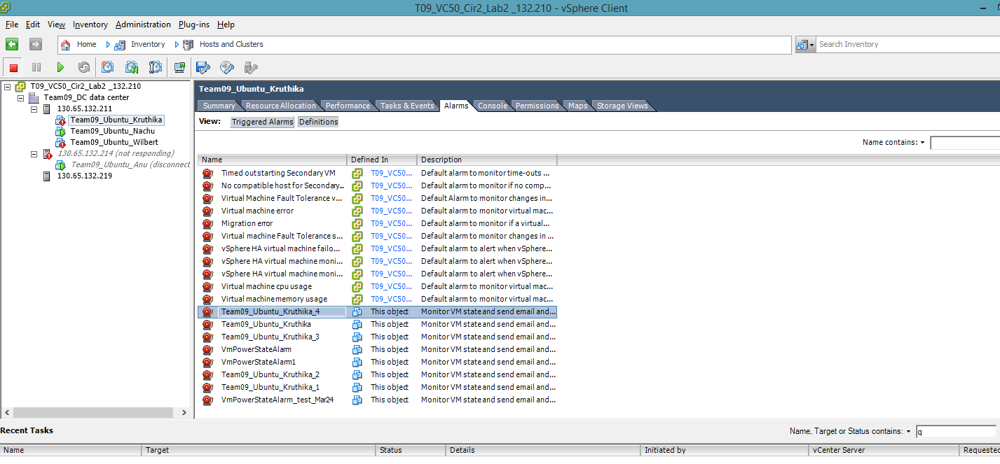 T09_VC50_Cir2_Lab2 _132.210 - vSphere Client
File Edit View Inventory Administration Plug-ins Help
Home Inventory Hosts and Clusters
Search Inventory
T09_VC50_Cir2_Lab2 _132.210
Team09_DC data center
130.65.132.211
Team09_Ubuntu_Kruthika
Team09_Ubuntu_Nachu
Team09_Ubuntu_Wilbert
130.65.132.214 (not responding)
Team09_Ubuntu_Anu (disconnect
130.65.132.219
Team09_Ubuntu_Kruthika
Summary Resource Allocation Performance Tasks & Events Alarms Console Permissions Maps Storage Views
View: Triggered Alarms Definitions
Name contains:
Name Defined In Description
Timed out starting Secondary VM T09_VC50... Default alarm to monitor time-outs ...
No compatible host for Secondary... T09_VC50... Default alarm to monitor if no comp...
Virtual Machine Fault Tolerance v... T09_VC50... Default Alarm to monitor changes in...
Virtual machine error T09_VC50... Default alarm to monitor virtual mac...
Migration error T09_VC50... Default alarm to monitor if a virtual...
Virtual machine Fault Tolerance s... T09_VC50... Default alarm to monitor changes in ...
vSphere HA virtual machine failo... T09_VC50... Default alarm to alert when vSphere...
vSphere HA virtual machine moni... T09_VC50... Default alarm to alert when vSphere...
vSphere HA virtual machine moni... T09_VC50... Default alarm to alert when vSphere...
Virtual machine cpu usage T09_VC50... Default alarm to monitor virtual mac...
Virtual machine memory usage T09_VC50... Default alarm to monitor virtual mac...
Team09_Ubuntu_Kruthika_4 This object Monitor VM state and send email and...
Team09_Ubuntu_Kruthika This object Monitor VM state and send email and...
Team09_Ubuntu_Kruthika_3 This object Monitor VM state and send email and...
VmPowerStateAlarm This object Monitor VM state and send email and...
VmPowerStateAlarm1 This object Monitor VM state and send email and...
Team09_Ubuntu_Kruthika_2 This object Monitor VM state and send email and...
Team09_Ubuntu_Kruthika_1 This object Monitor VM state and send email and...
VmPowerStateAlarm_test_Mar24 This object Monitor VM state and send email and...
Recent Tasks
Name, Target or Status contains: q
Name Target Status Details Initiated by vCenter Server Requested